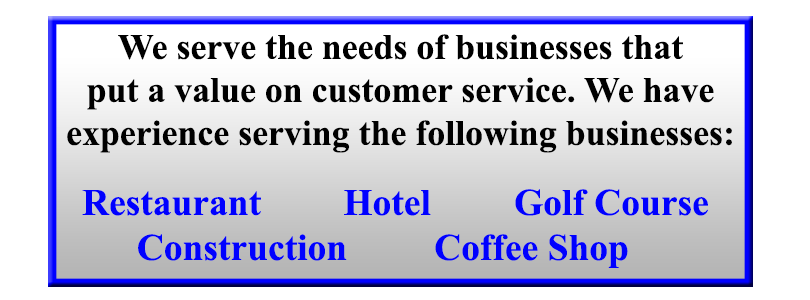 We serve the needs of businesses that
put a value on customer service. We have
experience serving the following businesses:
Restaurant Hotel Golf Course
Construction Coffee Shop